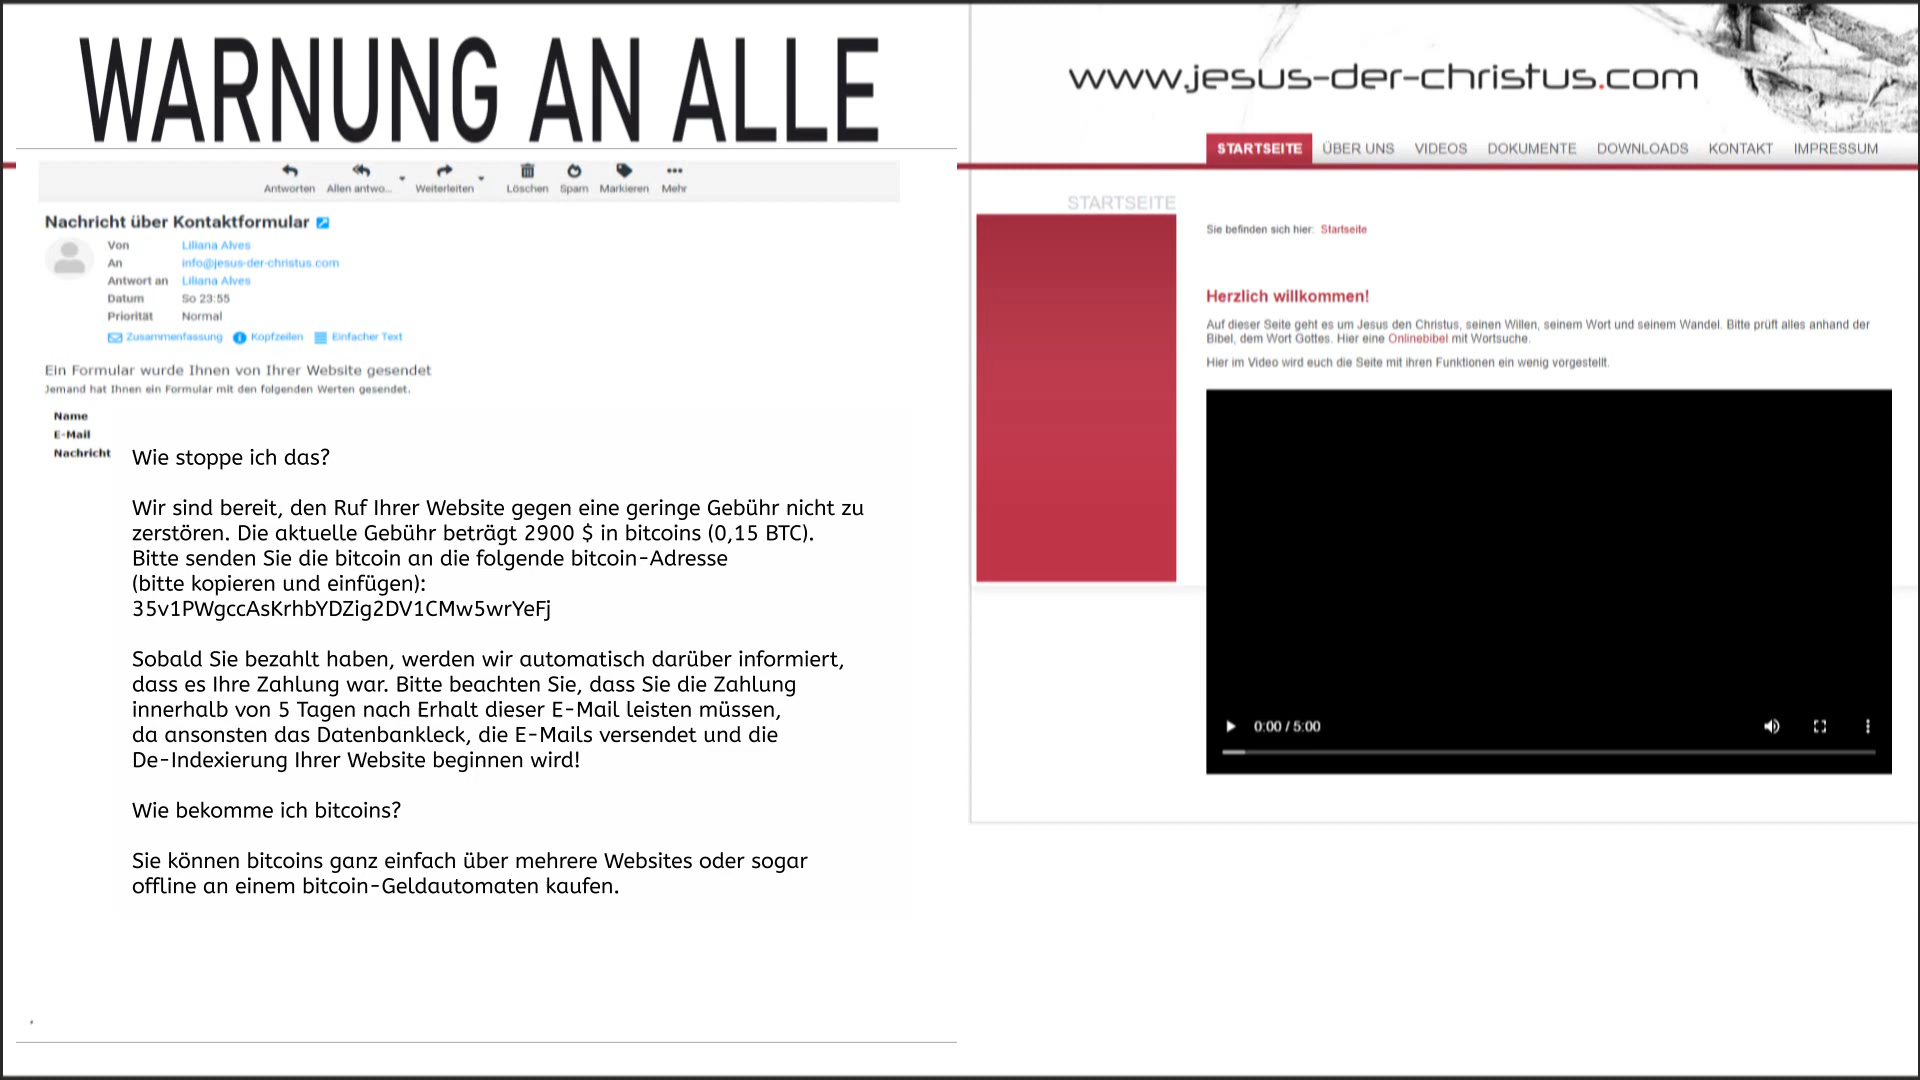 WARNUNG AN ALLE
Antworten Allen antwo... Weiterleiten Löschen Spam Markieren Mehr
Nachricht über Kontaktformular
Von Liliana Alves
An info@jesus-der-christus.com
Antwort an Liliana Alves
Datum So 23:55
Priorität Normal
Zusammenfassung Kopfzeilen Einfacher Text
Ein Formular wurde Ihnen von Ihrer Website gesendet
Jemand hat Ihnen ein Formular mit den folgenden Werten gesendet.
Name
E-Mail
Nachricht
Wie stoppe ich das?
Wir sind bereit, den Ruf Ihrer Website gegen eine geringe Gebühr nicht zu
zerstören. Die aktuelle Gebühr beträgt 2900 $ in bitcoins (0,15 BTC).
Bitte senden Sie die bitcoin an die folgende bitcoin-Adresse
(bitte kopieren und einfügen):
35v1PWgccAsKrhbYDZig2DV1CMw5wrYeFj
Sobald Sie bezahlt haben, werden wir automatisch darüber informiert,
dass es Ihre Zahlung war. Bitte beachten Sie, dass Sie die Zahlung
innerhalb von 5 Tagen nach Erhalt dieser E-Mail leisten müssen,
da ansonsten das Datenbankleck, die E-Mails versendet und die
De-Indexierung Ihrer Website beginnen wird!
Wie bekomme ich bitcoins?
Sie können bitcoins ganz einfach über mehrere Websites oder sogar
offline an einem bitcoin-Geldautomaten kaufen.
www.jesus-der-christus.com
STARTSEITE ÜBER UNS VIDEOS DOKUMENTE DOWNLOADS KONTAKT IMPRESSUM
STARTSEITE
Sie befinden sich hier: Startseite
Herzlich willkommen!
Auf dieser Seite geht es um Jesus den Christus, seinen Willen, seinem Wort und seinem Wandel. Bitte prüft alles anhand der
Bibel, dem Wort Gottes. Hier eine Onlinebibel mit Wortsuche.
Hier im Video wird euch die Seite mit ihren Funktionen ein wenig vorgestellt.
0:00 / 5:00